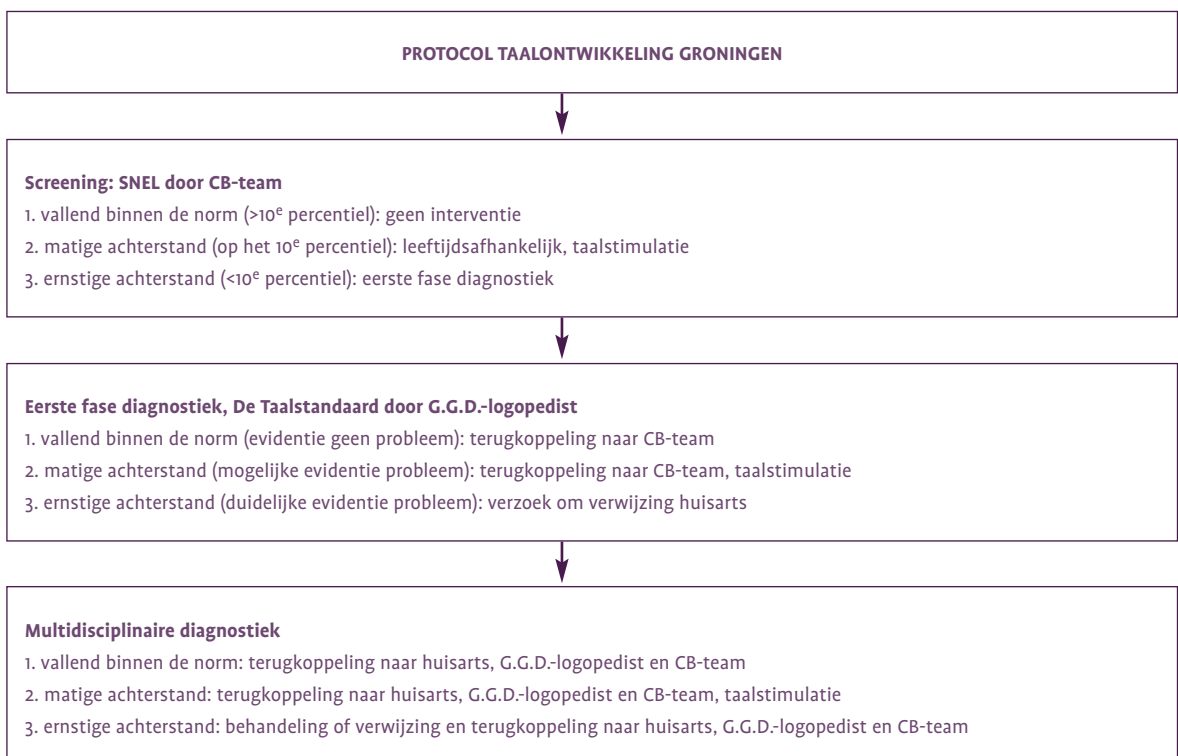 PROTOCOL TAALONTWIKKELING GRONINGEN
Screening: SNEL door CB-team
1. vallend binnen de norm (>10e percentiel): geen interventie
2. matige achterstand (op het 10e percentiel): leeftijdsafhankelijk, taalstimulatie
3. ernstige achterstand (<10e percentiel): eerste fase diagnostiek
Eerste fase diagnostiek, De Taalstandaard door G.G.D.-logopedist
1. vallend binnen de norm (evidentie geen probleem): terugkoppeling naar CB-team
2. matige achterstand (mogelijke evidentie probleem): terugkoppeling naar CB-team, taalstimulatie
3. ernstige achterstand (duidelijke evidentie probleem): verzoek om verwijzing huisarts
Multidisciplinaire diagnostiek
1. vallend binnen de norm: terugkoppeling naar huisarts, G.G.D.-logopedist en CB-team
2. matige achterstand: terugkoppeling naar huisarts, G.G.D.-logopedist en CB-team, taalstimulatie
3. ernstige achterstand: behandeling of verwijzing en terugkoppeling naar huisarts, G.G.D.-logopedist en CB-team